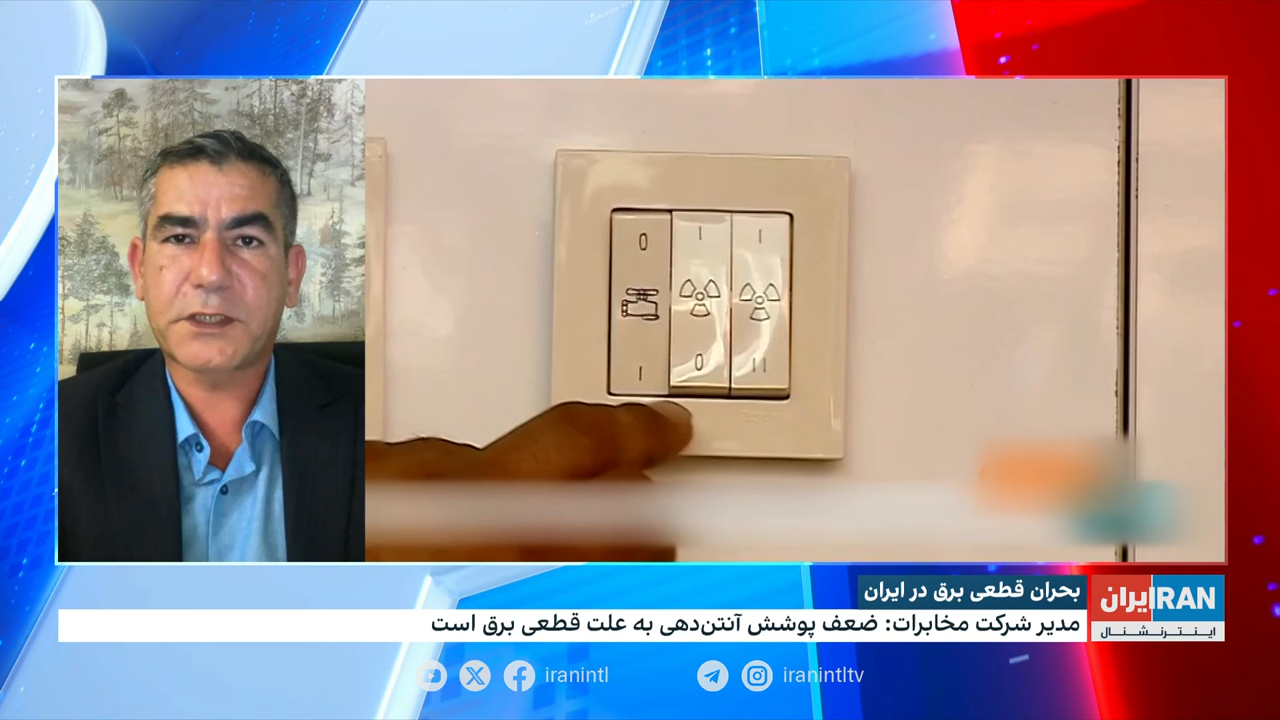 0
I
I
I
0
II
بحران قطعی برق در ایران
مدیر شرکت مخابرات: ضعف پوشش آنتن‌دهی به علت قطعی برق است
ایران IRAN
اینترنشنال
iranintl
iranintltv